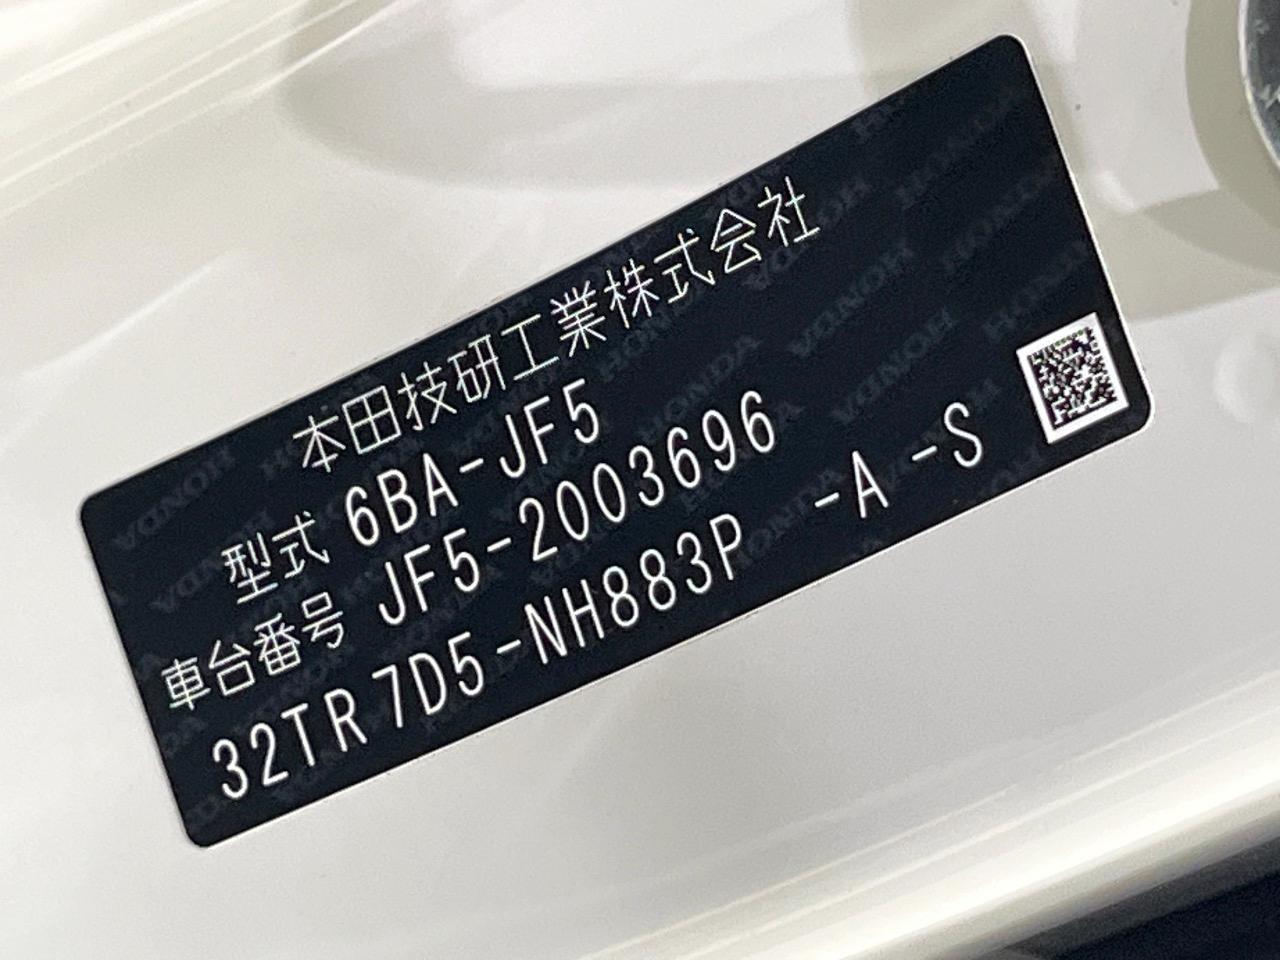 本田技研工業株式会社
型式 6BA-JF5
車台番号 JF5-2003696
32TR 7D5-NH883P -A -S